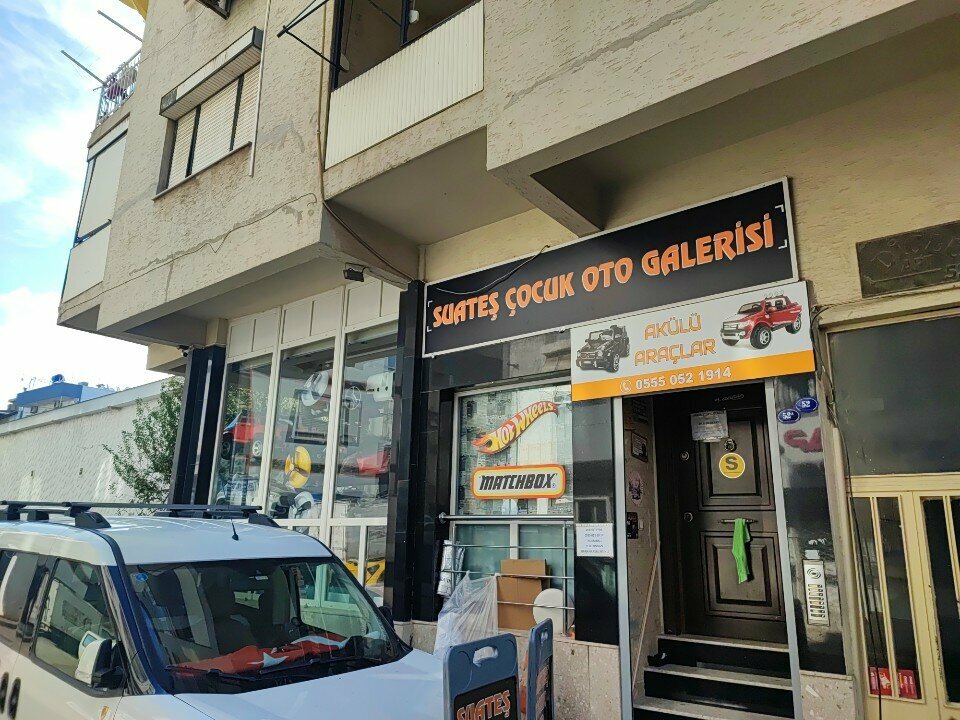 SUATEŞ ÇOCUK OTO GALERİSİ
AKÜLÜ
ARAÇLAR
0555 052 1914
HOT WHEELS
MATCHBOX
S
SUATEŞ